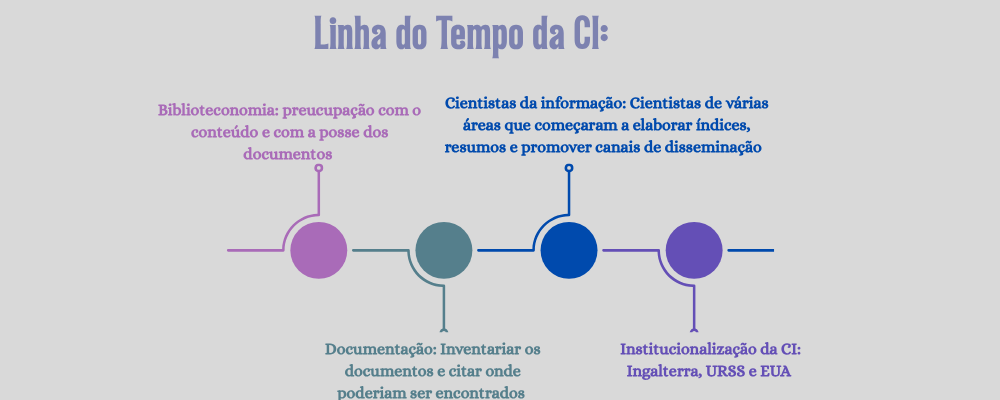 Linha do Tempo da CI:
Biblioteconomia: preucupação com o
conteúdo e com a posse dos
documentos
Cientistas da informação: Cientistas de várias
áreas que começaram a elaborar índices,
resumos e promover canais de disseminação
Documentação: Inventariar os
documentos e citar onde
poderiam ser encontrados
Institucionalização da CI:
Ingalterra, URSS e EUA